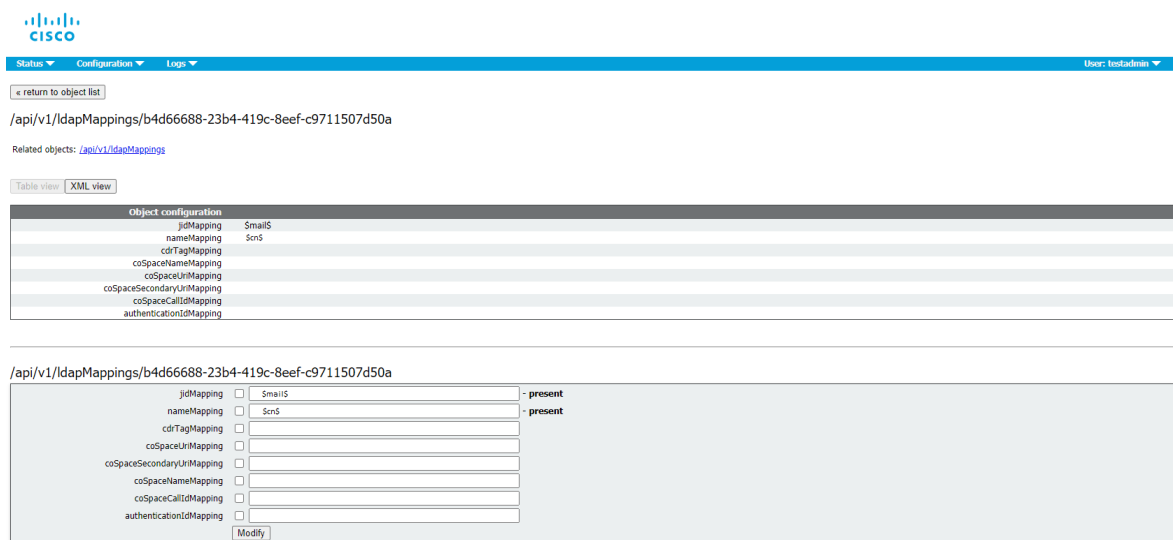 CISCO
Status Configuration Logs User: testadmin
« return to object list
/api/v1/ldapMappings/b4d66688-23b4-419c-8eef-c9711507d50a
Related objects: /api/v1/ldapMappings
Table view XML view
Object configuration
jidMapping $mail$
nameMapping $cn$
cdrTagMapping
coSpaceNameMapping
coSpaceUriMapping
coSpaceSecondaryUriMapping
coSpaceCallIdMapping
authenticationIdMapping
/api/v1/ldapMappings/b4d66688-23b4-419c-8eef-c9711507d50a
jidMapping $mail$ - present
nameMapping $cn$ - present
cdrTagMapping
coSpaceUriMapping
coSpaceSecondaryUriMapping
coSpaceNameMapping
coSpaceCallIdMapping
authenticationIdMapping
Modify